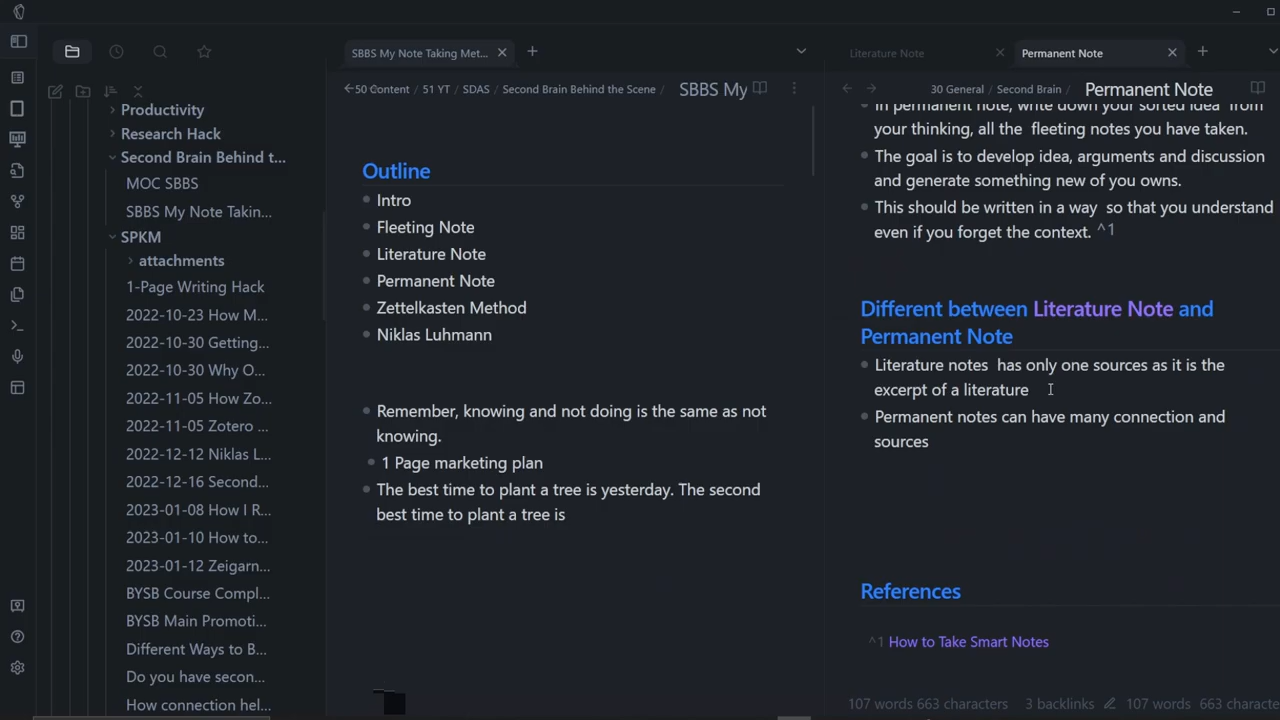 SBBS My Note Taking Met...
Literature Note
Permanent Note
50 Content / 51 YT / SDAS / Second Brain Behind the Scene / SBBS My
30 General / Second Brain / Permanent Note
Productivity
Research Hack
Second Brain Behind t...
MOC SBBS
SBBS My Note Takin...
SPKM
attachments
1-Page Writing Hack
2022-10-23 How M...
2022-10-30 Getting...
2022-10-30 Why O...
2022-11-05 How Zo...
2022-11-05 Zotero ...
2022-12-12 Niklas L...
2022-12-16 Second...
2023-01-08 How I R...
2023-01-10 How to...
2023-01-12 Zeigarn...
BYSB Course Compl...
BYSB Main Promoti...
Different Ways to B...
Do you have secon...
How connection hel...
Outline
Intro
Fleeting Note
Literature Note
Permanent Note
Zettelkasten Method
Niklas Luhmann
Remember, knowing and not doing is the same as not
knowing.
1 Page marketing plan
The best time to plant a tree is yesterday. The second
best time to plant a tree is
In permanent note, write down your sorted idea from
your thinking, all the fleeting notes you have taken.
The goal is to develop idea, arguments and discussion
and generate something new of you owns.
This should be written in a way so that you understand
even if you forget the context. ^1
Different between Literature Note and
Permanent Note
Literature notes has only one sources as it is the
excerpt of a literature
Permanent notes can have many connection and
sources
References
^1 How to Take Smart Notes
107 words 663 characters 3 backlinks 107 words 663 characte